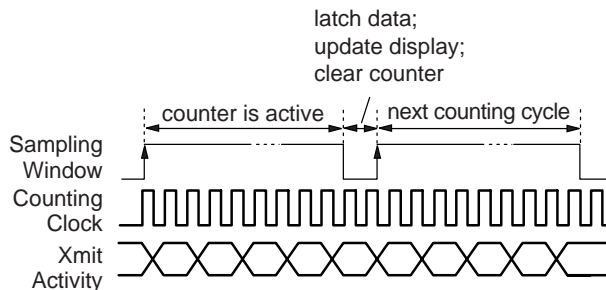 latch data;
update display;
clear counter
counter is active
next counting cycle
Sampling
Window
Counting
Clock
Xmit
Activity